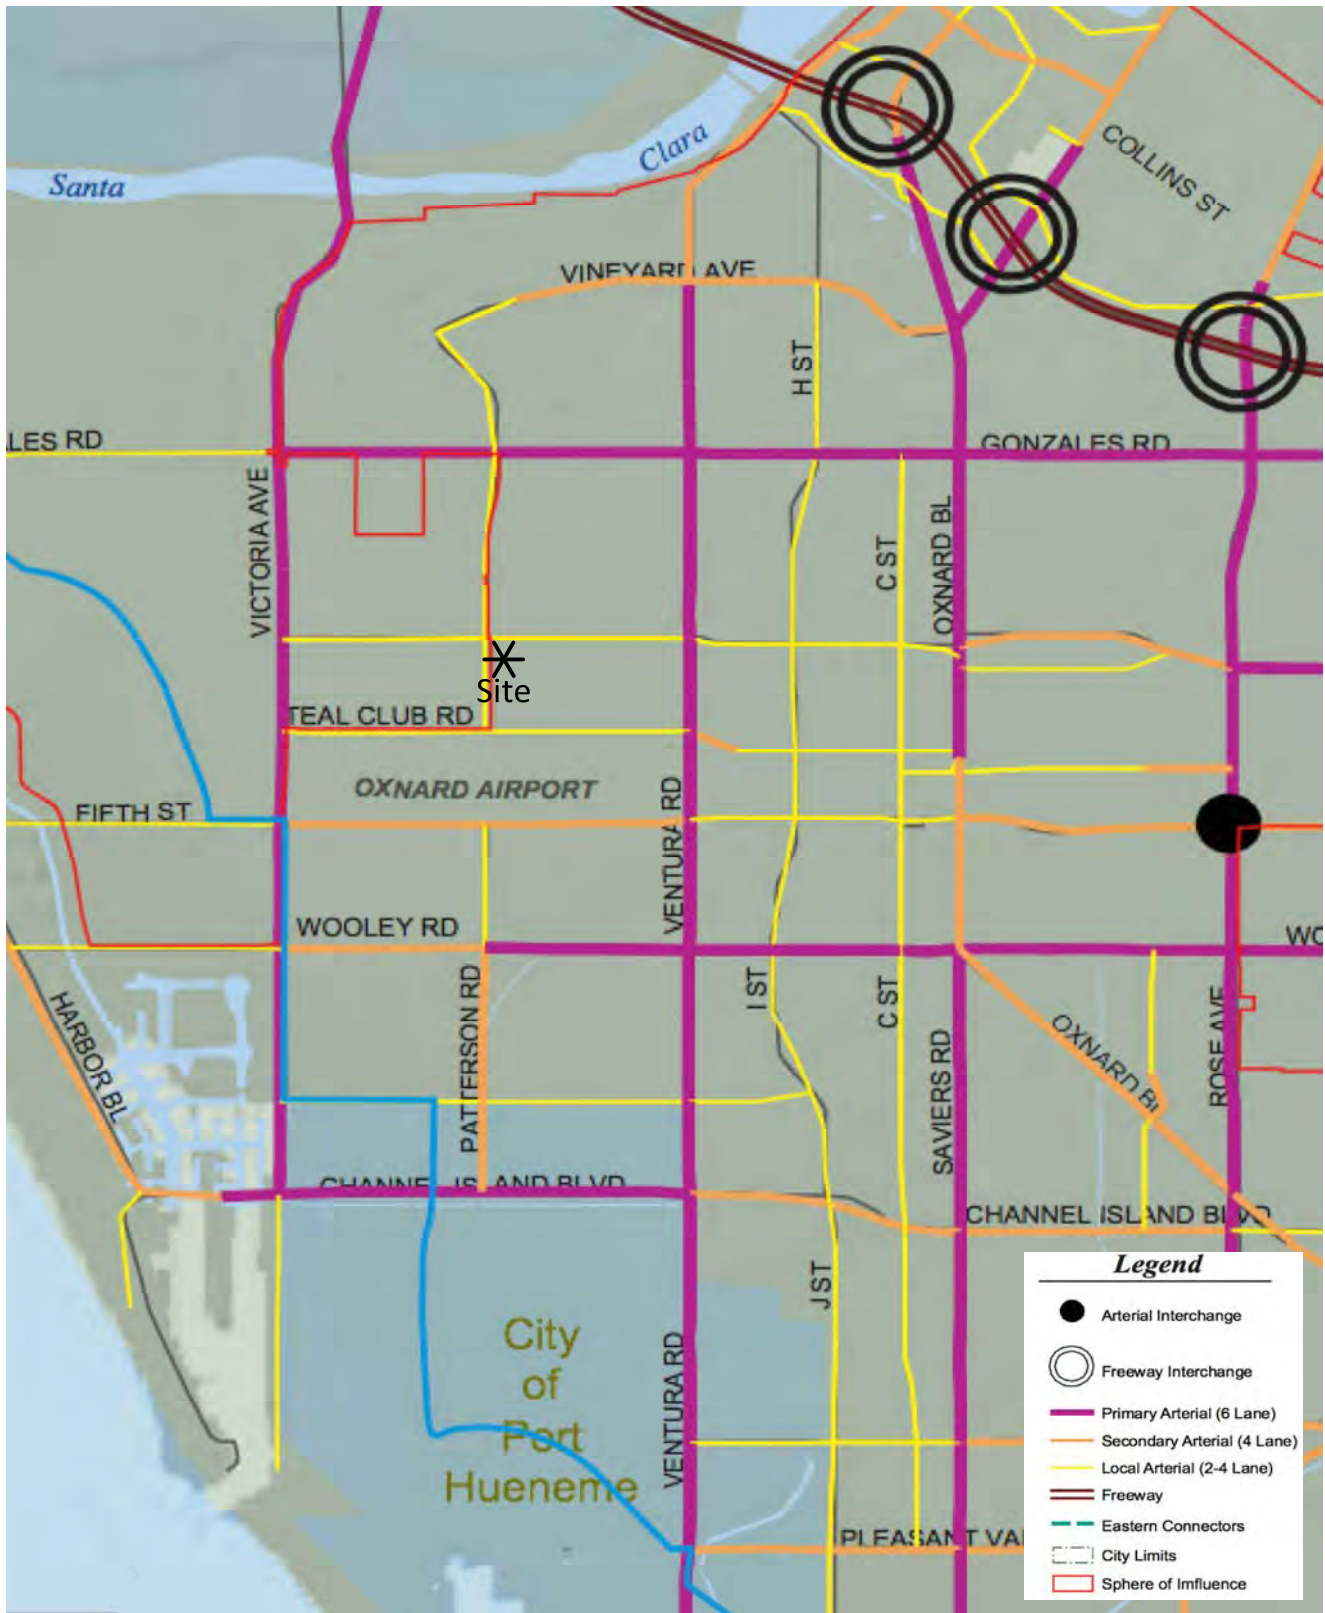 Santa
Clara
COLLINS ST
VINEYARD AVE
H ST
ALES RD
GONZALES RD
VICTORIA AVE
C ST
OXNARD BL
Site
TEAL CLUB RD
OXNARD AIRPORT
FIFTH ST
VENTURA RD
WOOLEY RD
WO
HARBOR BL
PATTERSON RD
I ST
C ST
SAVIERS RD
OXNARD BL
ROSE AVE
CHANNEL ISLAND BLVD
CHANNEL ISLAND BLVD
J ST
City
of
Port
Hueneme
VENTURA RD
PLEASANT VA
Legend
Arterial Interchange
Freeway Interchange
Primary Arterial (6 Lane)
Secondary Arterial (4 Lane)
Local Arterial (2-4 Lane)
Freeway
Eastern Connectors
City Limits
Sphere of Imfluence